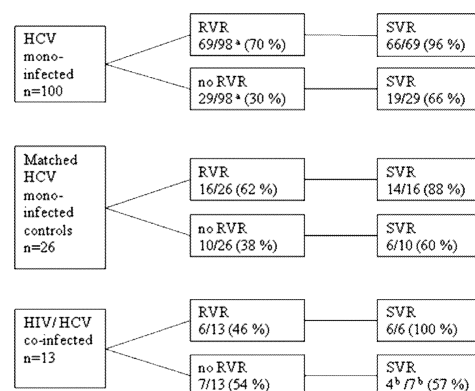 HCV
mono-
infected
n=100
RVR
69/98 ª (70 %)
SVR
66/69 (96 %)
no RVR
29/98 ª (30 %)
SVR
19/29 (66 %)
Matched
HCV
mono-
infected
controls
n=26
RVR
16/26 (62 %)
SVR
14/16 (88 %)
no RVR
10/26 (38 %)
SVR
6/10 (60 %)
HIV/HCV
co-infected
n=13
RVR
6/13 (46 %)
SVR
6/6 (100 %)
no RVR
7/13 (54 %)
SVR
4ᵇ /7ᵇ (57 %)